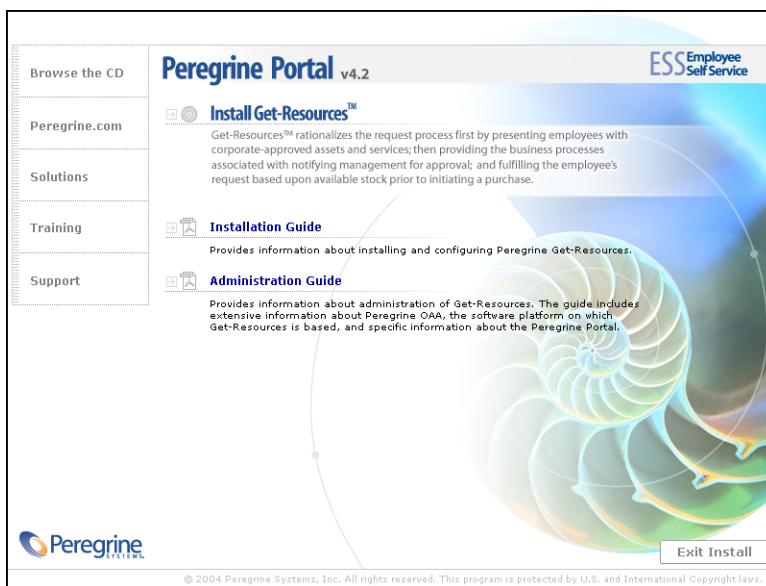 Browse the CD
Peregrine.com
Solutions
Training
Support
Peregrine Portal v4.2
ESS Employee
Self Service
Install Get-Resources™
Get-Resources™ rationalizes the request process first by presenting employees with
corporate-approved assets and services; then providing the business processes
associated with notifying management for approval; and fulfilling the employee's
request based upon available stock prior to initiating a purchase.
Installation Guide
Provides information about installing and configuring Peregrine Get-Resources.
Administration Guide
Provides information about administration of Get-Resources. The guide includes
extensive information about Peregrine OAA, the software platform on which
Get-Resources is based, and specific information about the Peregrine Portal.
Peregrine
SYSTEMS
Exit Install
© 2004 Peregrine Systems, Inc. All rights reserved. This program is protected by U.S. and International Copyright laws.